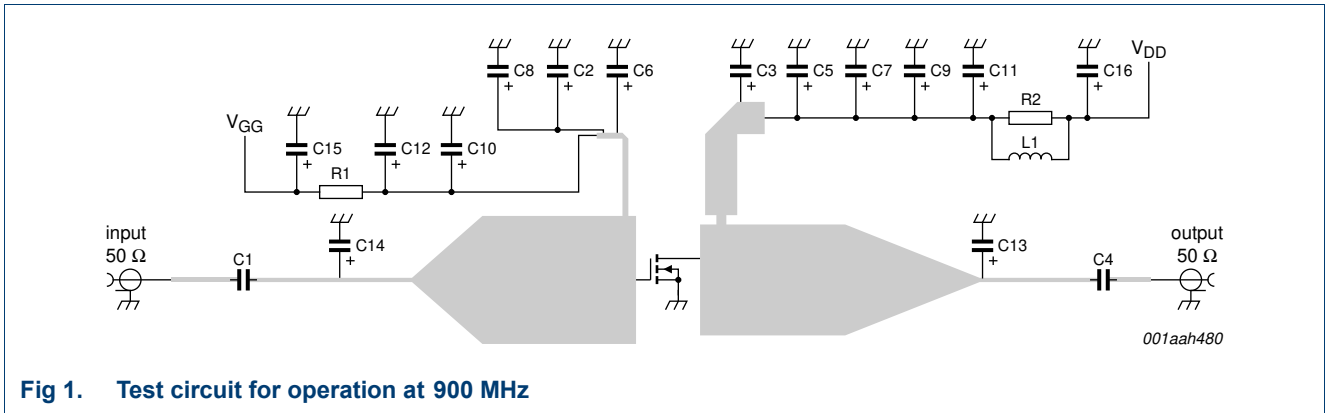 C8 C2 C6 C3 C5 C7 C9 C11 C16 VDD
R2
L1
VGG
C15 C12 C10
R1
input
50 Ω
C1
C14
C13
C4
output
50 Ω
001aah480
Fig 1. Test circuit for operation at 900 MHz